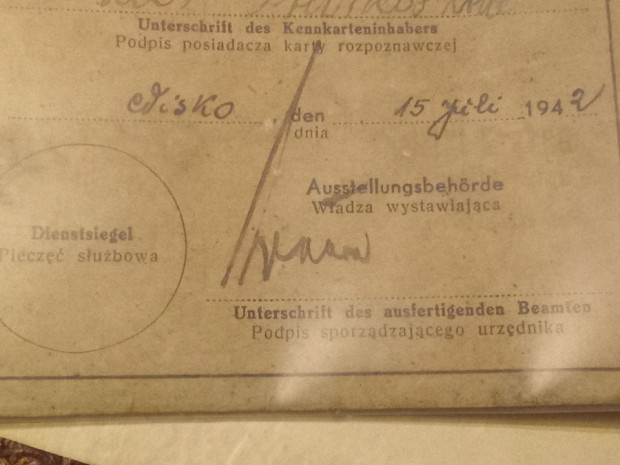 Unterschrift des Kennkarteninhabers
Podpis posiadacza karty rozpoznawczej
Nisko den 15 Juli 1942
dnia
Ausstellungsbehörde
Władza wystawiająca
Dienstsiegel
Pieczęć służbowa
Unterschrift des ausfertigenden Beamten
Podpis sporządzającego urzędnika